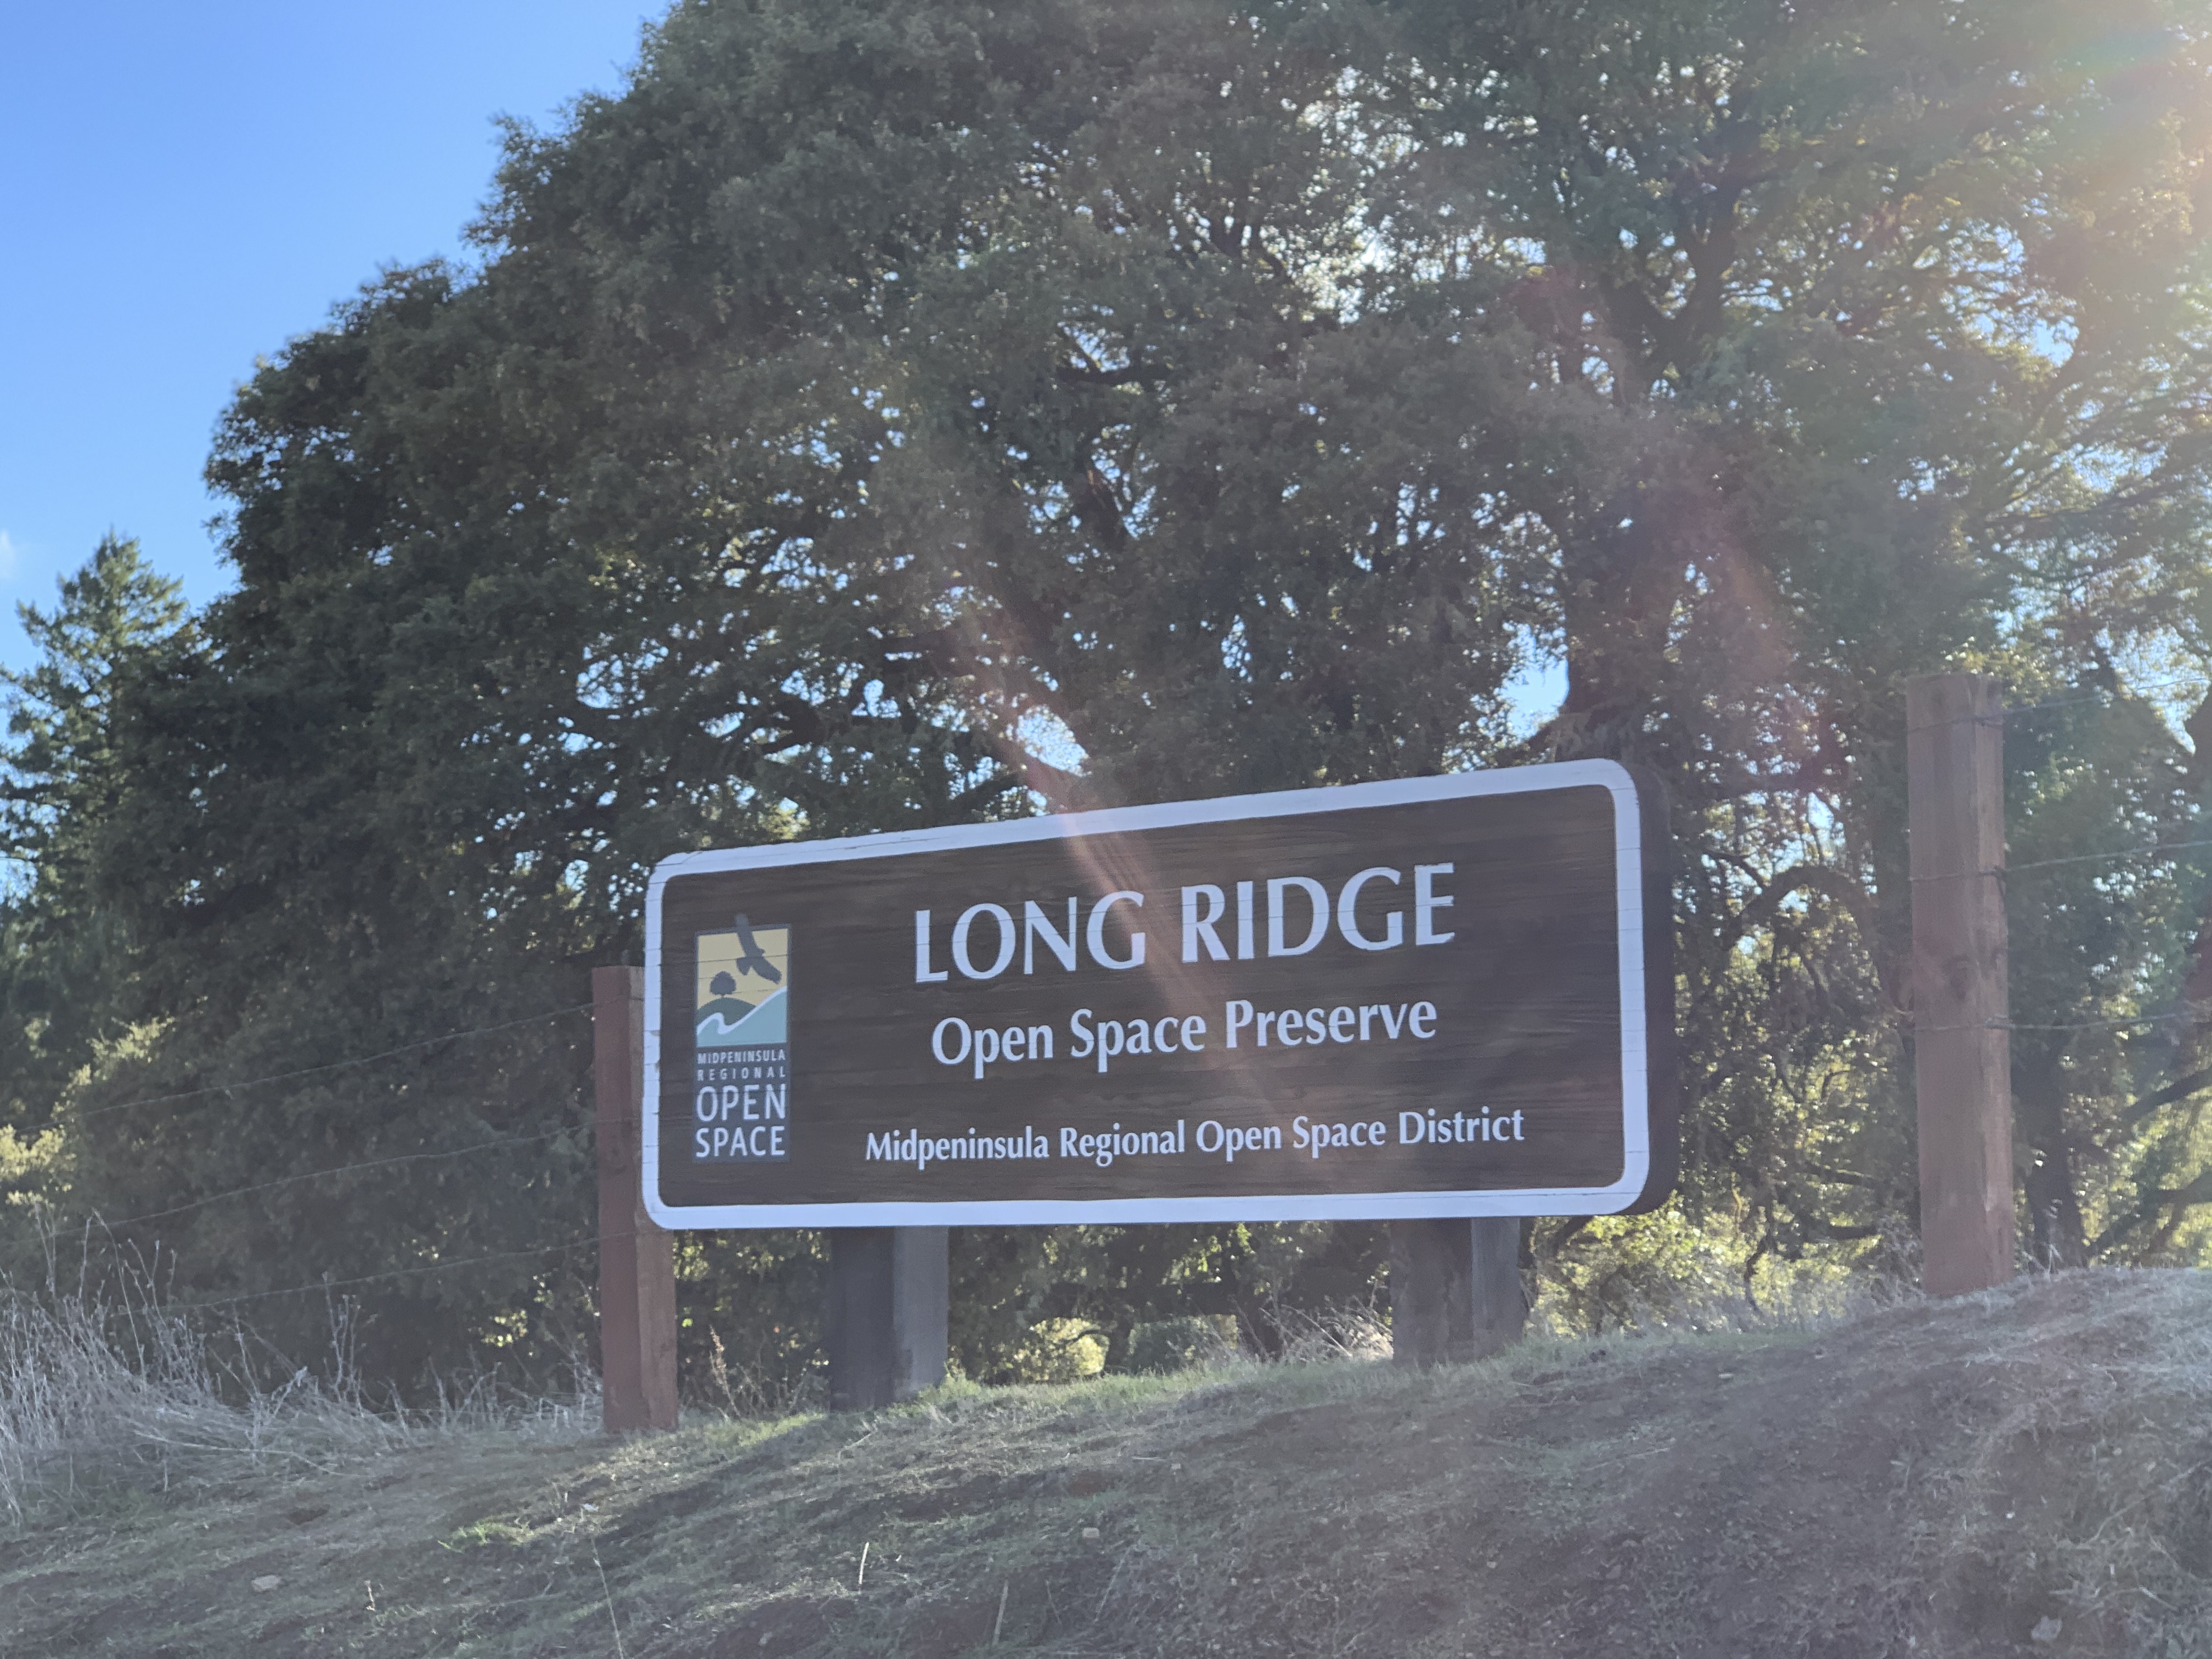 LONG RIDGE
Open Space Preserve
Midpeninsula Regional Open Space District
MIDPENINSULA
REGIONAL
OPEN
SPACE